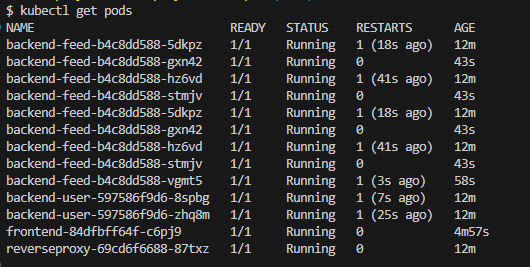 $ kubectl get pods
NAME READY STATUS RESTARTS AGE
backend-feed-b4c8dd588-5dkpz 1/1 Running 1 (18s ago) 12m
backend-feed-b4c8dd588-gxn42 1/1 Running 0 43s
backend-feed-b4c8dd588-hz6vd 1/1 Running 1 (41s ago) 12m
backend-feed-b4c8dd588-stmjv 1/1 Running 0 43s
backend-feed-b4c8dd588-5dkpz 1/1 Running 1 (18s ago) 12m
backend-feed-b4c8dd588-gxn42 1/1 Running 0 43s
backend-feed-b4c8dd588-hz6vd 1/1 Running 1 (41s ago) 12m
backend-feed-b4c8dd588-stmjv 1/1 Running 0 43s
backend-feed-b4c8dd588-vgmt5 1/1 Running 1 (3s ago) 58s
backend-user-597586f9d6-8spbg 1/1 Running 1 (7s ago) 12m
backend-user-597586f9d6-zhq8m 1/1 Running 1 (25s ago) 12m
frontend-84dfbff64f-c6pj9 1/1 Running 0 4m57s
reverseproxy-69cd6f6688-87txz 1/1 Running 0 12m